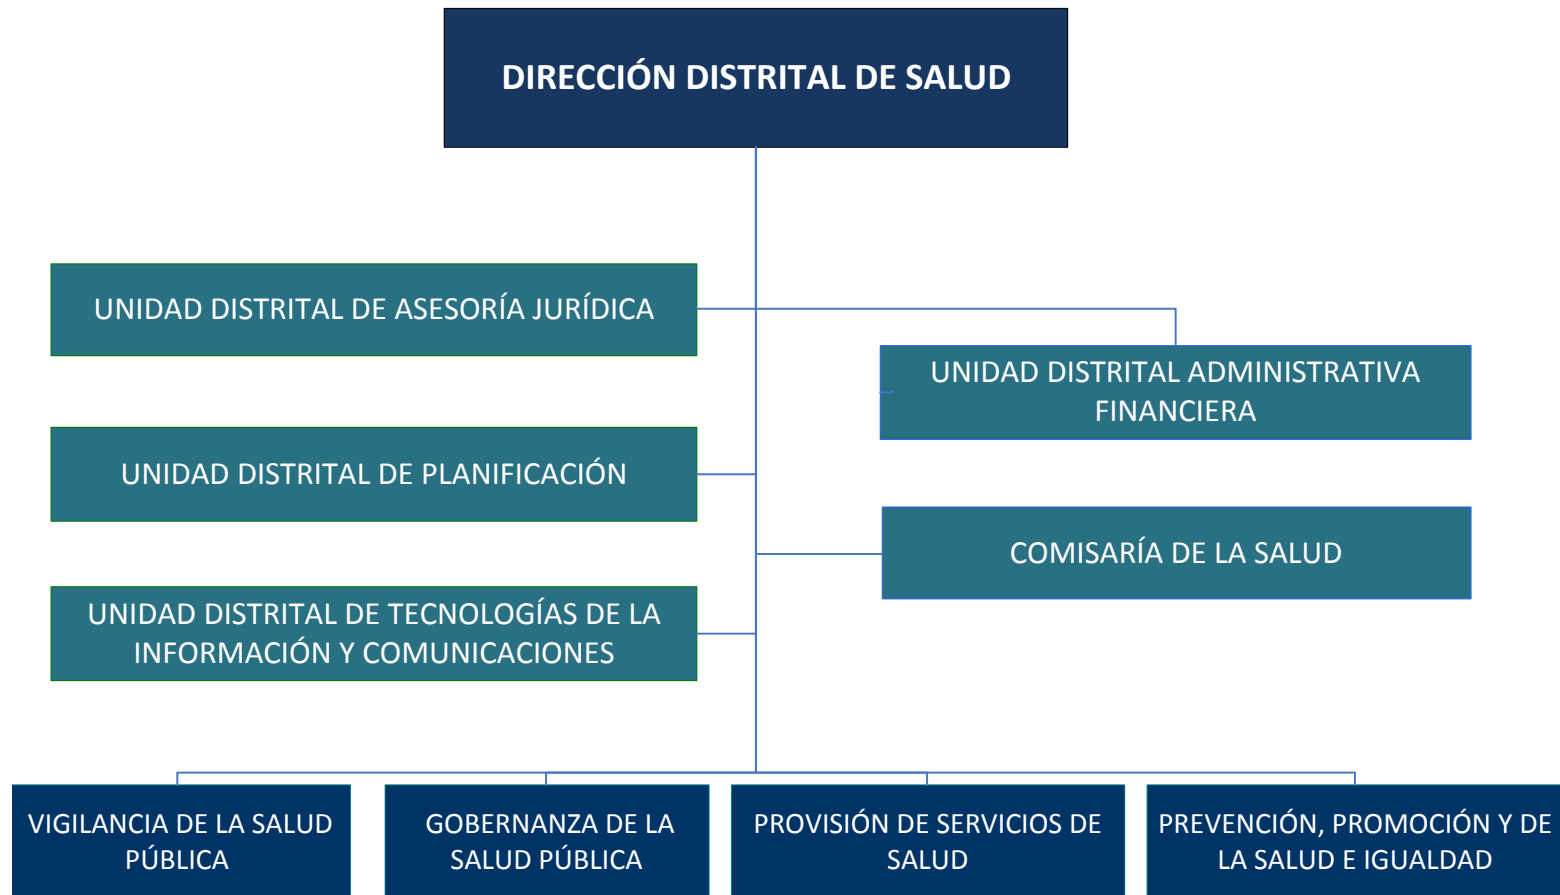 DIRECCIÓN DISTRITAL DE SALUD
UNIDAD DISTRITAL DE ASESORÍA JURÍDICA
UNIDAD DISTRITAL ADMINISTRATIVA
FINANCIERA
UNIDAD DISTRITAL DE PLANIFICACIÓN
COMISARÍA DE LA SALUD
UNIDAD DISTRITAL DE TECNOLOGÍAS DE LA
INFORMACIÓN Y COMUNICACIONES
VIGILANCIA DE LA SALUD
PÚBLICA
GOBERNANZA DE LA
SALUD PÚBLICA
PROVISIÓN DE SERVICIOS DE
SALUD
PREVENCIÓN, PROMOCIÓN Y DE
LA SALUD E IGUALDAD